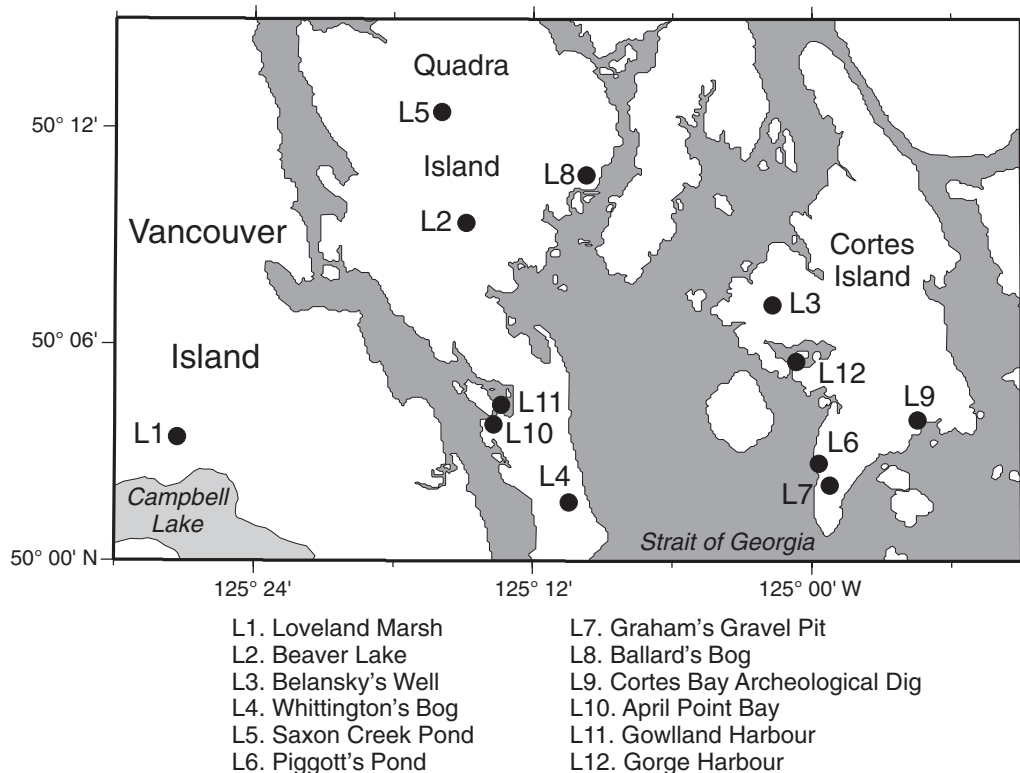 Quadra
L5
50° 12'
Island
L8
L2
Vancouver
Cortes
Island
L3
50° 06'
Island
L12
L11
L9
L10
L1
L6
L4
L7
Campbell
Lake
Strait of Georgia
50° 00' N
125° 24'
125° 12'
125° 00' W
L1. Loveland Marsh
L2. Beaver Lake
L3. Belansky's Well
L4. Whittington's Bog
L5. Saxon Creek Pond
L6. Piggott's Pond
L7. Graham's Gravel Pit
L8. Ballard's Bog
L9. Cortes Bay Archeological Dig
L10. April Point Bay
L11. Gowlland Harbour
L12. Gorge Harbour